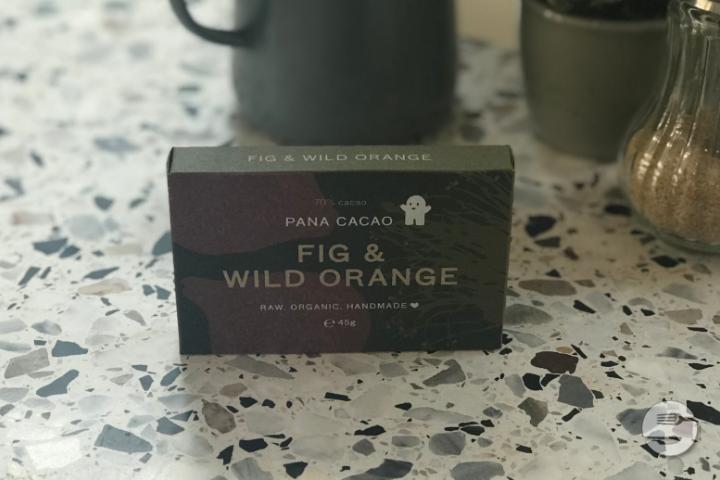 FIG & WILD ORANGE
70% cacao
PANA CACAO
FIG &
WILD ORANGE
RAW. ORGANIC. HANDMADE ♥
℮ 45g